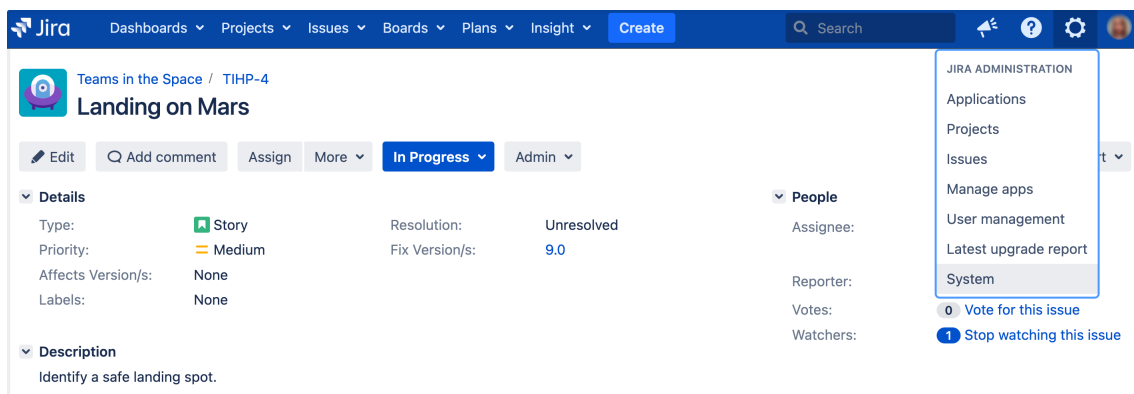 Jira Dashboards Projects Issues Boards Plans Insight Create Search
JIRA ADMINISTRATION
Applications
Projects
Issues
Manage apps
User management
Latest upgrade report
System
Teams in the Space / TIHP-4
Landing on Mars
Edit Add comment Assign More In Progress Admin
Details
Type: Story
Priority: Medium
Affects Version/s: None
Labels: None
Resolution: Unresolved
Fix Version/s: 9.0
People
Assignee:
Reporter:
Votes: 0 Vote for this issue
Watchers: 1 Stop watching this issue
Description
Identify a safe landing spot.